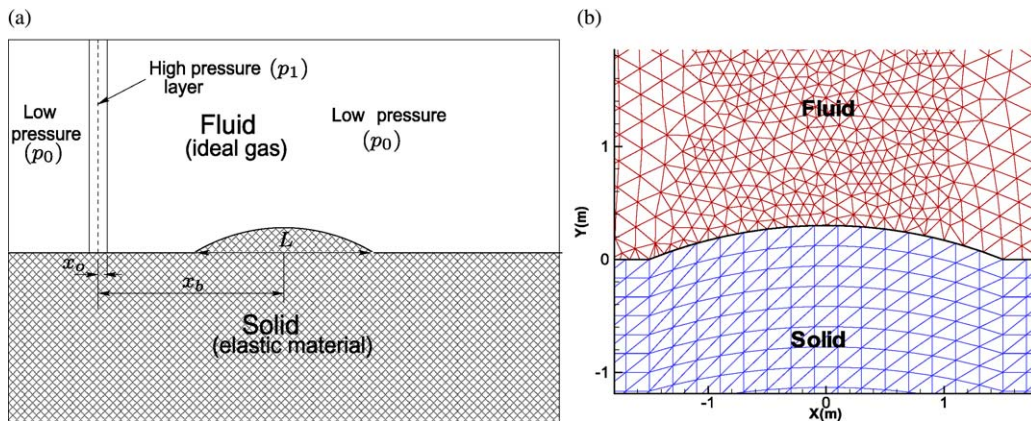 (a)
High pressure (p₁)
layer
Low
pressure
(p₀)
Fluid
(ideal gas)
Low pressure
(p₀)
L
xₒ
x_b
Solid
(elastic material)
(b)
Fluid
Solid
Y(m)
1
0
-1
-1
0
1
X(m)